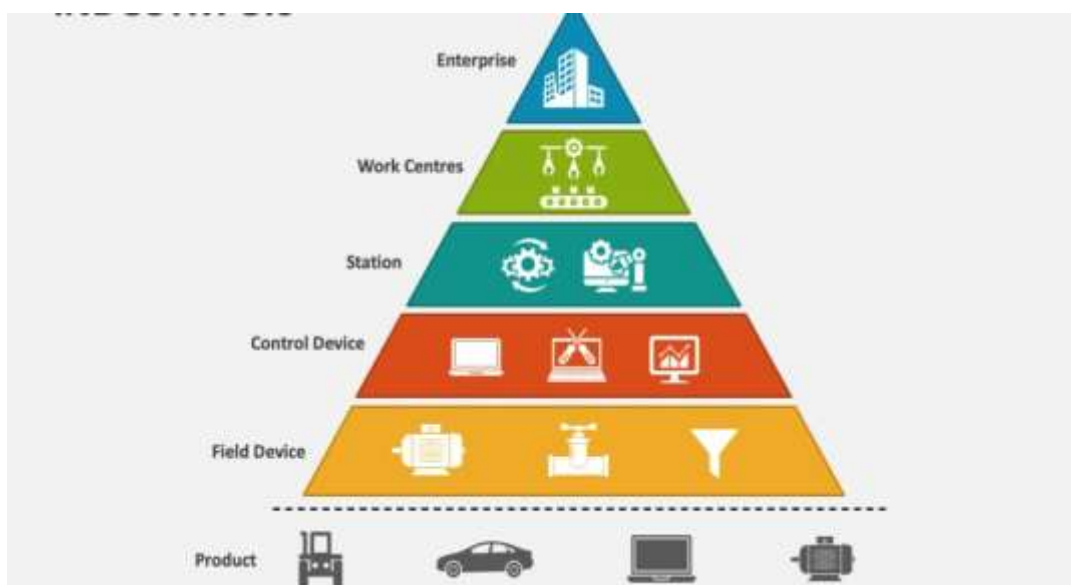 Enterprise
Work Centres
Station
Control Device
Field Device
Product